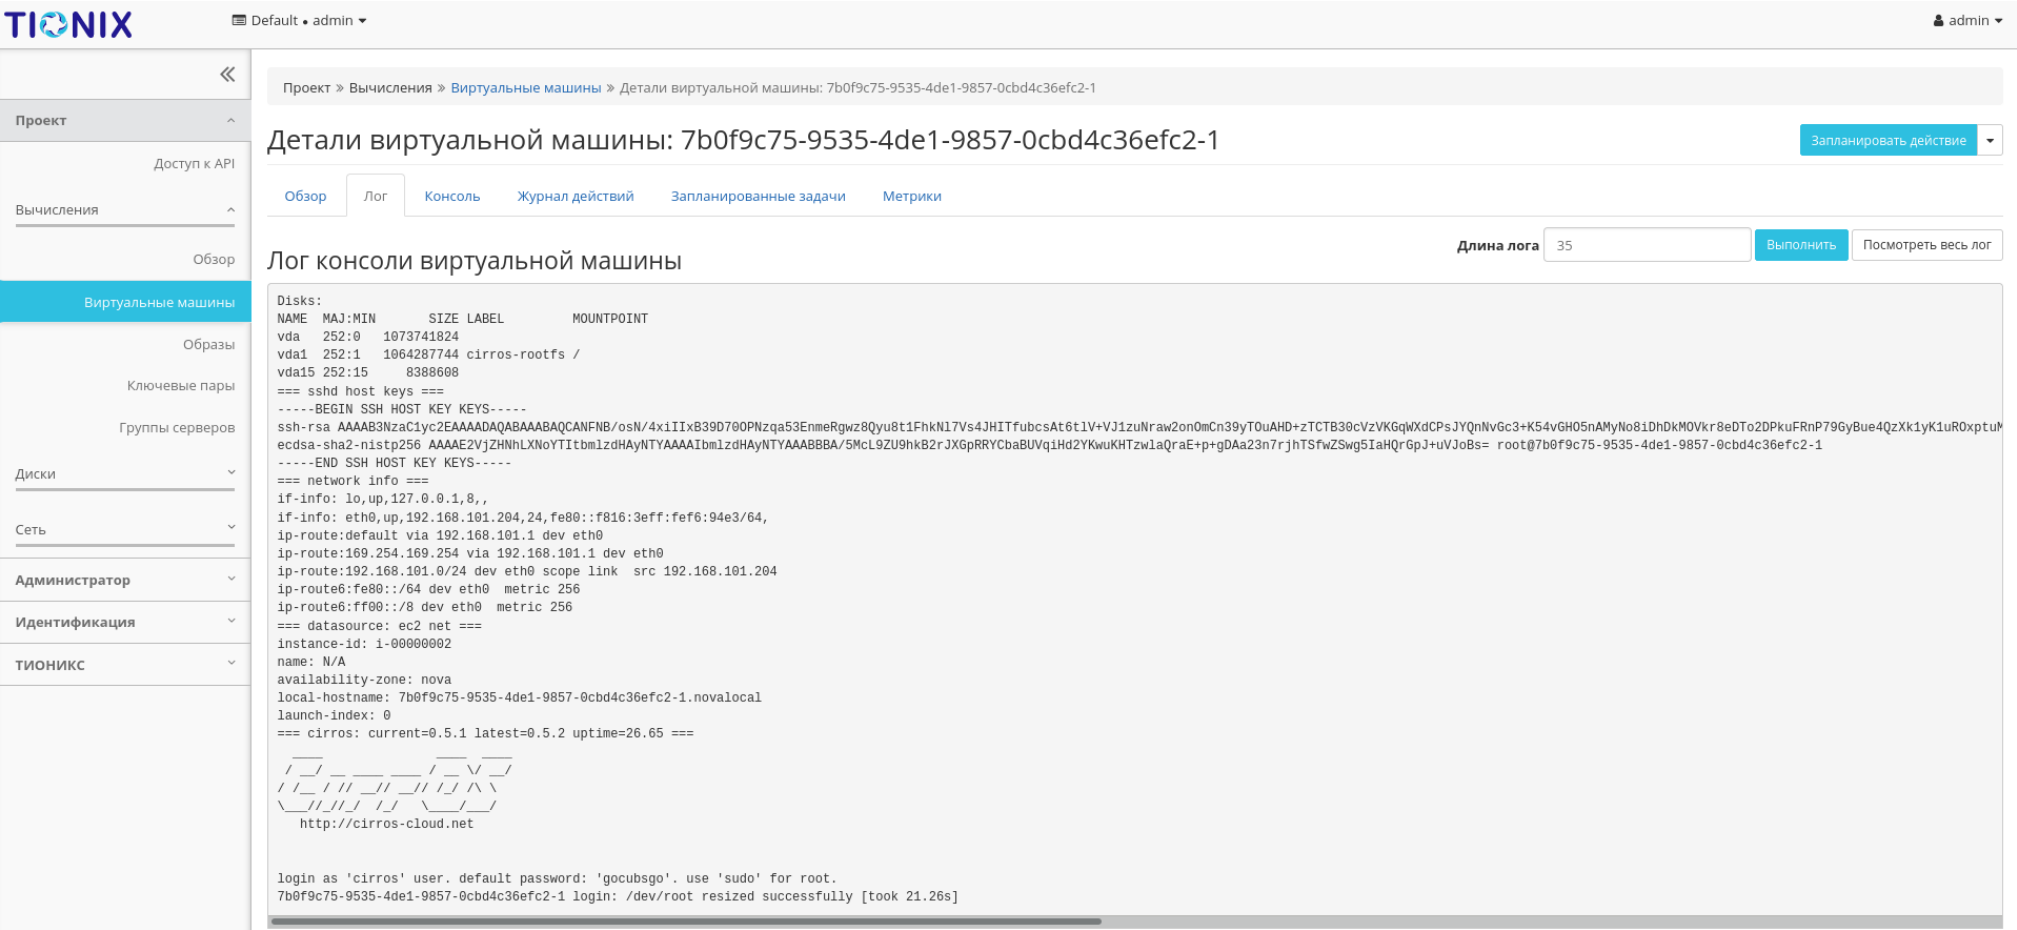 TIONIX
Default • admin
admin
Проект
Доступ к API
Вычисления
Обзор
Виртуальные машины
Образы
Ключевые пары
Группы серверов
Диски
Сеть
Администратор
Идентификация
ТИОНИКС
Проект » Вычисления » Виртуальные машины » Детали виртуальной машины: 7b0f9c75-9535-4de1-9857-0cbd4c36efc2-1
Детали виртуальной машины: 7b0f9c75-9535-4de1-9857-0cbd4c36efc2-1
Запланировать действие
Обзор Лог Консоль Журнал действий Запланированные задачи Метрики
Длина лога 35 Выполнить Посмотреть весь лог
Лог консоли виртуальной машины
Disks:
NAME  MAJ:MIN       SIZE LABEL         MOUNTPOINT
vda   252:0   1073741824
vda1  252:1   1064287744 cirros-rootfs /
vda15 252:15     8388608
=== sshd host keys ===
-----BEGIN SSH HOST KEY KEYS-----
ssh-rsa
ecdsa-sha2-nistp256 root@7b0f9c75-9535-4de1-9857-0cbd4c36efc2-1
-----END SSH HOST KEY KEYS-----
=== network info ===
if-info: lo,up,127.0.0.1,8,,
if-info: eth0,up,192.168.101.204,24,fe80::f816:3eff:fef6:94e3/64,
ip-route:default via 192.168.101.1 dev eth0
ip-route:169.254.169.254 via 192.168.101.1 dev eth0
ip-route:192.168.101.0/24 dev eth0 scope link  src 192.168.101.204
ip-route6:fe80::/64 dev eth0  metric 256
ip-route6:ff00::/8 dev eth0  metric 256
=== datasource: ec2 net ===
instance-id: i-00000002
name: N/A
availability-zone: nova
local-hostname: 7b0f9c75-9535-4de1-9857-0cbd4c36efc2-1.novalocal
launch-index: 0
=== cirros: current=0.5.1 latest=0.5.2 uptime=26.65 ===
http://cirros-cloud.net
login as 'cirros' user. default password: 'gocubsgo'. use 'sudo' for root.
7b0f9c75-9535-4de1-9857-0cbd4c36efc2-1 login: /dev/root resized successfully [took 21.26s]